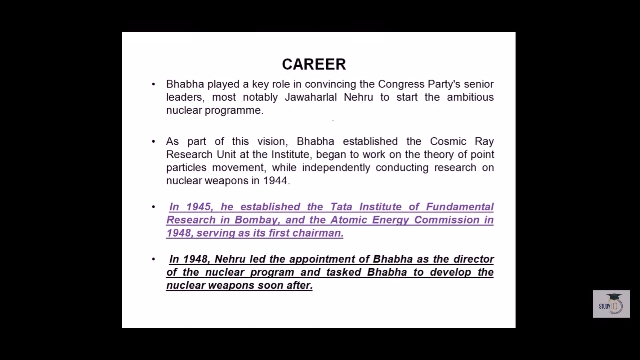 CAREER
• Bhabha played a key role in convincing the Congress Party's senior
leaders, most notably Jawaharlal Nehru to start the ambitious
nuclear programme.
• As part of this vision, Bhabha established the Cosmic Ray
Research Unit at the Institute, began to work on the theory of point
particles movement, while independently conducting research on
nuclear weapons in 1944.
• In 1945, he established the Tata Institute of Fundamental
Research in Bombay, and the Atomic Energy Commission in
1948, serving as its first chairman.
• In 1948, Nehru led the appointment of Bhabha as the director
of the nuclear program and tasked Bhabha to develop the
nuclear weapons soon after.
STUDY